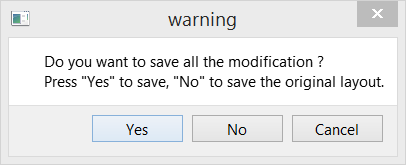 warning
Do you want to save all the modification ?
Press "Yes" to save, "No" to save the original layout.
Yes
No
Cancel